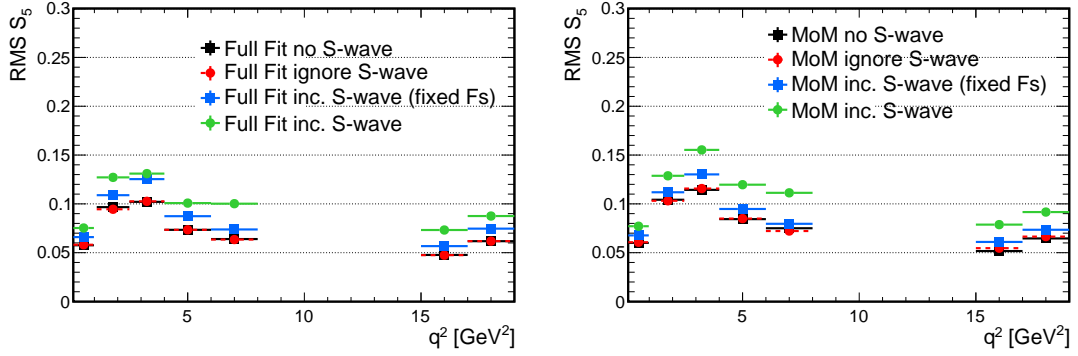 RMS S₅
0.3
0.25
0.2
0.15
0.1
0.05
0
Full Fit no S-wave
Full Fit ignore S-wave
Full Fit inc. S-wave (fixed Fs)
Full Fit inc. S-wave
5
10
15
q² [GeV²]
RMS S₅
0.3
0.25
0.2
0.15
0.1
0.05
0
MoM no S-wave
MoM ignore S-wave
MoM inc. S-wave (fixed Fs)
MoM inc. S-wave
5
10
15
q² [GeV²]